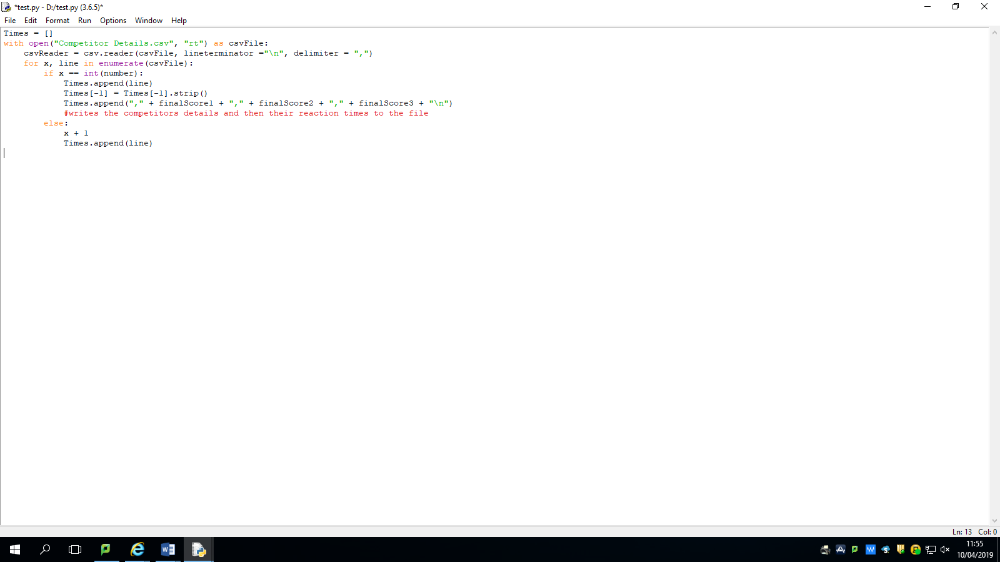 *test.py - D:/test.py (3.6.5)*
File Edit Format Run Options Window Help
Times = []
with open("Competitor Details.csv", "rt") as csvFile:
    csvReader = csv.reader(csvFile, lineterminator ="\n", delimiter = ",")
    for x, line in enumerate(csvFile):
        if x == int(number):
            Times.append(line)
            Times[-1] = Times[-1].strip()
            Times.append("," + finalScore1 + "," + finalScore2 + "," + finalScore3 + "\n")
            #writes the competitors details and then their reaction times to the file
        else:
            x + 1
            Times.append(line)
Ln: 13 Col: 0
11:55
10/04/2019